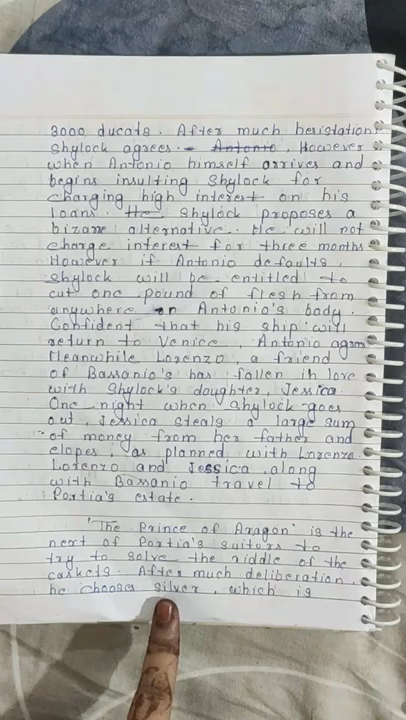 3000 ducats. After much hesistation,
Shylock agrees. Antonio, However
when Antonio himself arrives and
begins insulting Shylock for
charging high interest on his
loans. He Shylock proposes a
bizarre alternative. He will not
charge interest for three months
However if Antonio defaults,
Shylock will be entitled to
cut one pound of flesh from
anywhere on Antonio's body.
Confident that his ship will
return to Venice, Antonio agrees
Meanwhile Lorenzo, a friend
of Bassanio's has fallen in love
with Shylock's daughter, Jessica.
One night when Shylock goes
out, Jessica steals a large sum
of money from her father and
elopes, as planned, with Lorenzo.
Lorenzo and Jessica along
with Bassanio travel to
Portia's estate.
"The Prince of Aragon" is the
next of Portia's suitors to
try to solve the riddle of the
caskets. After much deliberation,
he chooses silver, which is